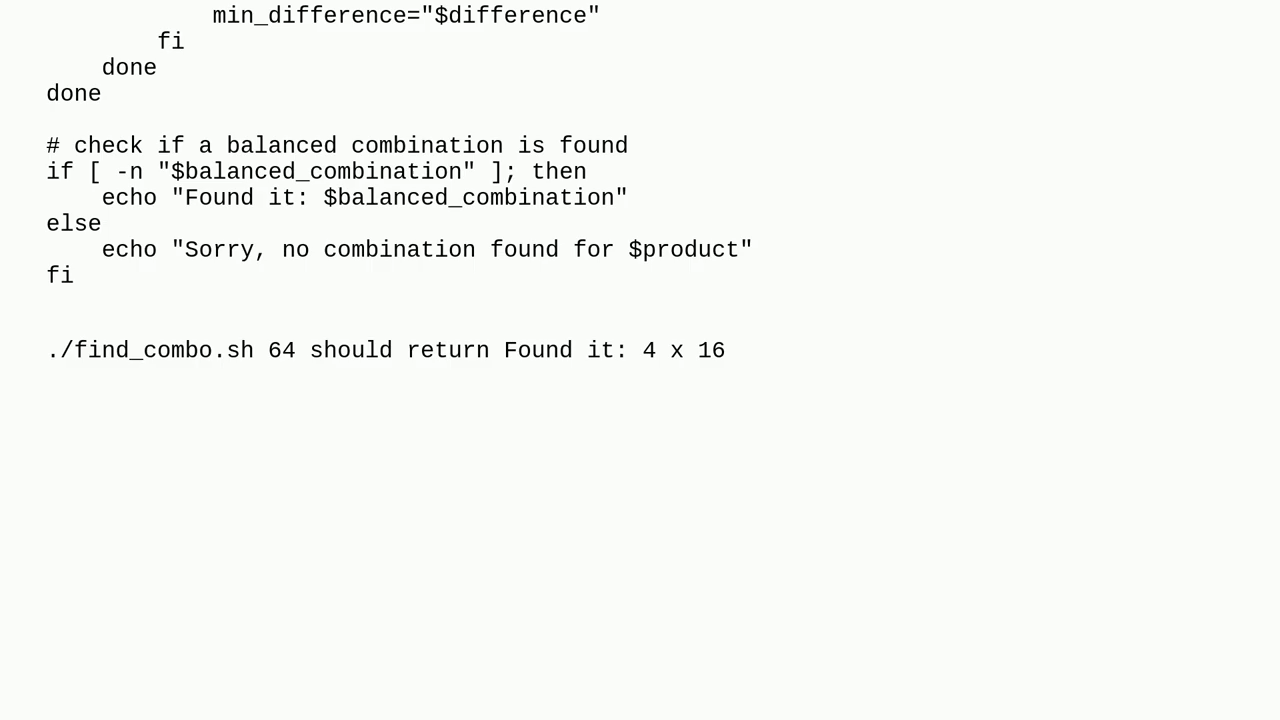 min_difference="$difference"
        fi
    done
done

# check if a balanced combination is found
if [ -n "$balanced_combination" ]; then
    echo "Found it: $balanced_combination"
else
    echo "Sorry, no combination found for $product"
fi

./find_combo.sh 64 should return Found it: 4 x 16